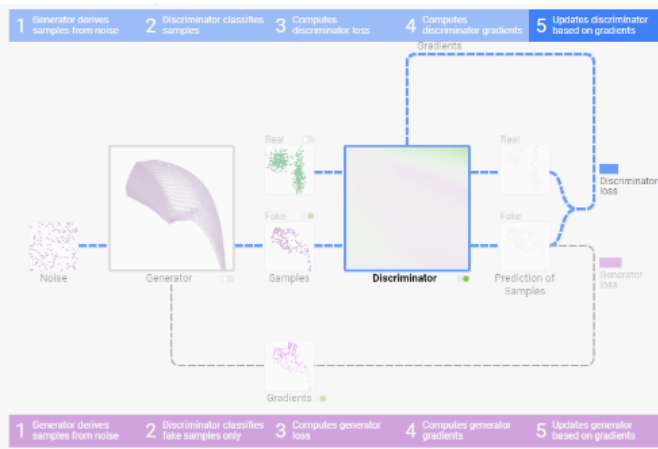 1 Generator derives
samples from noise
2 Discriminator classifies
samples
3 Computes
discriminator loss
4 Computes
discriminator gradients
5 Updates discriminator
based on gradients
Gradients
Real
Real
Discriminator
loss
Fake
Fake
Noise
Generator
Samples
Discriminator
Prediction of
Samples
Generator
loss
Gradients
1 Generator derives
samples from noise
2 Discriminator classifies
fake samples only
3 Computes generator
loss
4 Computes generator
gradients
5 Updates generator
based on gradients